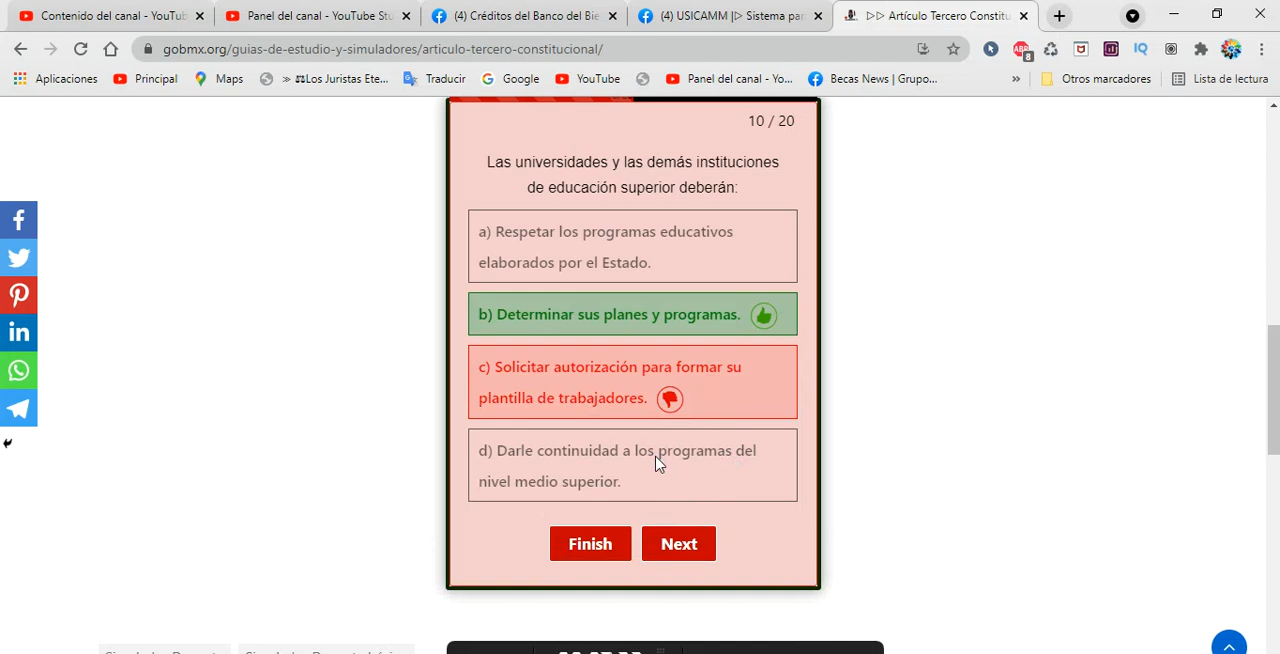 Contenido del canal - YouTub
Panel del canal - YouTube Stu
(4) Créditos del Banco del Bie
(4) USICAMM |▷ Sistema par
▷▷ Artículo Tercero Constitu
gobmx.org/guias-de-estudio-y-simuladores/articulo-tercero-constitucional/
ABP
8
IQ
Aplicaciones
Principal
Maps
» ⚖Los Juristas Ete...
Traducir
Google
YouTube
Panel del canal - Yo...
Becas News | Grupo...
»
Otros marcadores
Lista de lectura
10 / 20
Las universidades y las demás instituciones
de educación superior deberán:
a) Respetar los programas educativos
elaborados por el Estado.
b) Determinar sus planes y programas.
c) Solicitar autorización para formar su
plantilla de trabajadores.
d) Darle continuidad a los programas del
nivel medio superior.
Finish
Next